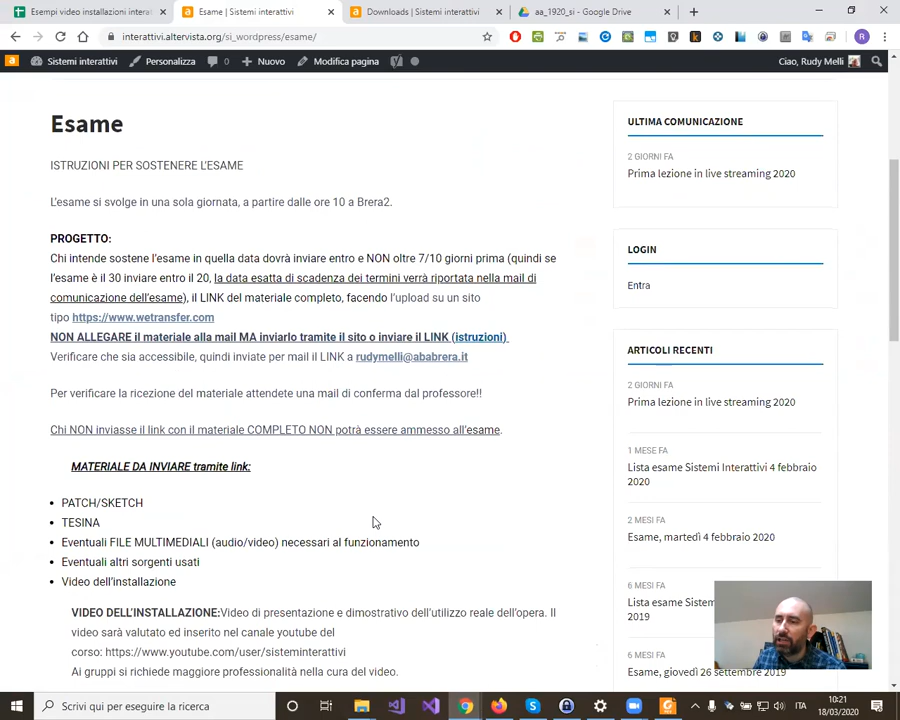 Esempi video installazioni interac
Esame | Sistemi interattivi
Downloads | Sistemi interattivi
aa_1920_si - Google Drive
interattivi.altervista.org/si_wordpress/esame/
Sistemi interattivi
Personalizza
0
Nuovo
Modifica pagina
Ciao, Rudy Melli
Esame
ISTRUZIONI PER SOSTENERE L'ESAME
L'esame si svolge in una sola giornata, a partire dalle ore 10 a Brera2.
PROGETTO:
Chi intende sostene l'esame in quella data dovrà inviare entro e NON oltre 7/10 giorni prima (quindi se
l'esame è il 30 inviare entro il 20, la data esatta di scadenza dei termini verrà riportata nella mail di
comunicazione dell'esame), il LINK del materiale completo, facendo l'upload su un sito
tipo https://www.wetransfer.com
NON ALLEGARE il materiale alla mail MA inviarlo tramite il sito o inviare il LINK (istruzioni)
Verificare che sia accessibile, quindi inviate per mail il LINK a rudymelli@ababrera.it
Per verificare la ricezione del materiale attendete una mail di conferma dal professore!!
Chi NON inviasse il link con il materiale COMPLETO NON potrà essere ammesso all'esame.
MATERIALE DA INVIARE tramite link:
• PATCH/SKETCH
• TESINA
• Eventuali FILE MULTIMEDIALI (audio/video) necessari al funzionamento
• Eventuali altri sorgenti usati
• Video dell'installazione
VIDEO DELL'INSTALLAZIONE:Video di presentazione e dimostrativo dell'utilizzo reale dell'opera. Il
video sarà valutato ed inserito nel canale youtube del
corso: https://www.youtube.com/user/sisteminterattivi
Ai gruppi si richiede maggiore professionalità nella cura del video.
ULTIMA COMUNICAZIONE
2 GIORNI FA
Prima lezione in live streaming 2020
LOGIN
Entra
ARTICOLI RECENTI
2 GIORNI FA
Prima lezione in live streaming 2020
1 MESE FA
Lista esame Sistemi Interattivi 4 febbraio
2020
2 MESI FA
Esame, martedì 4 febbraio 2020
6 MESI FA
Lista esame Sistem
2019
6 MESI FA
Esame, giovedì 26 settembre 2019
Scrivi qui per eseguire la ricerca
ITA
10:21
18/03/2020